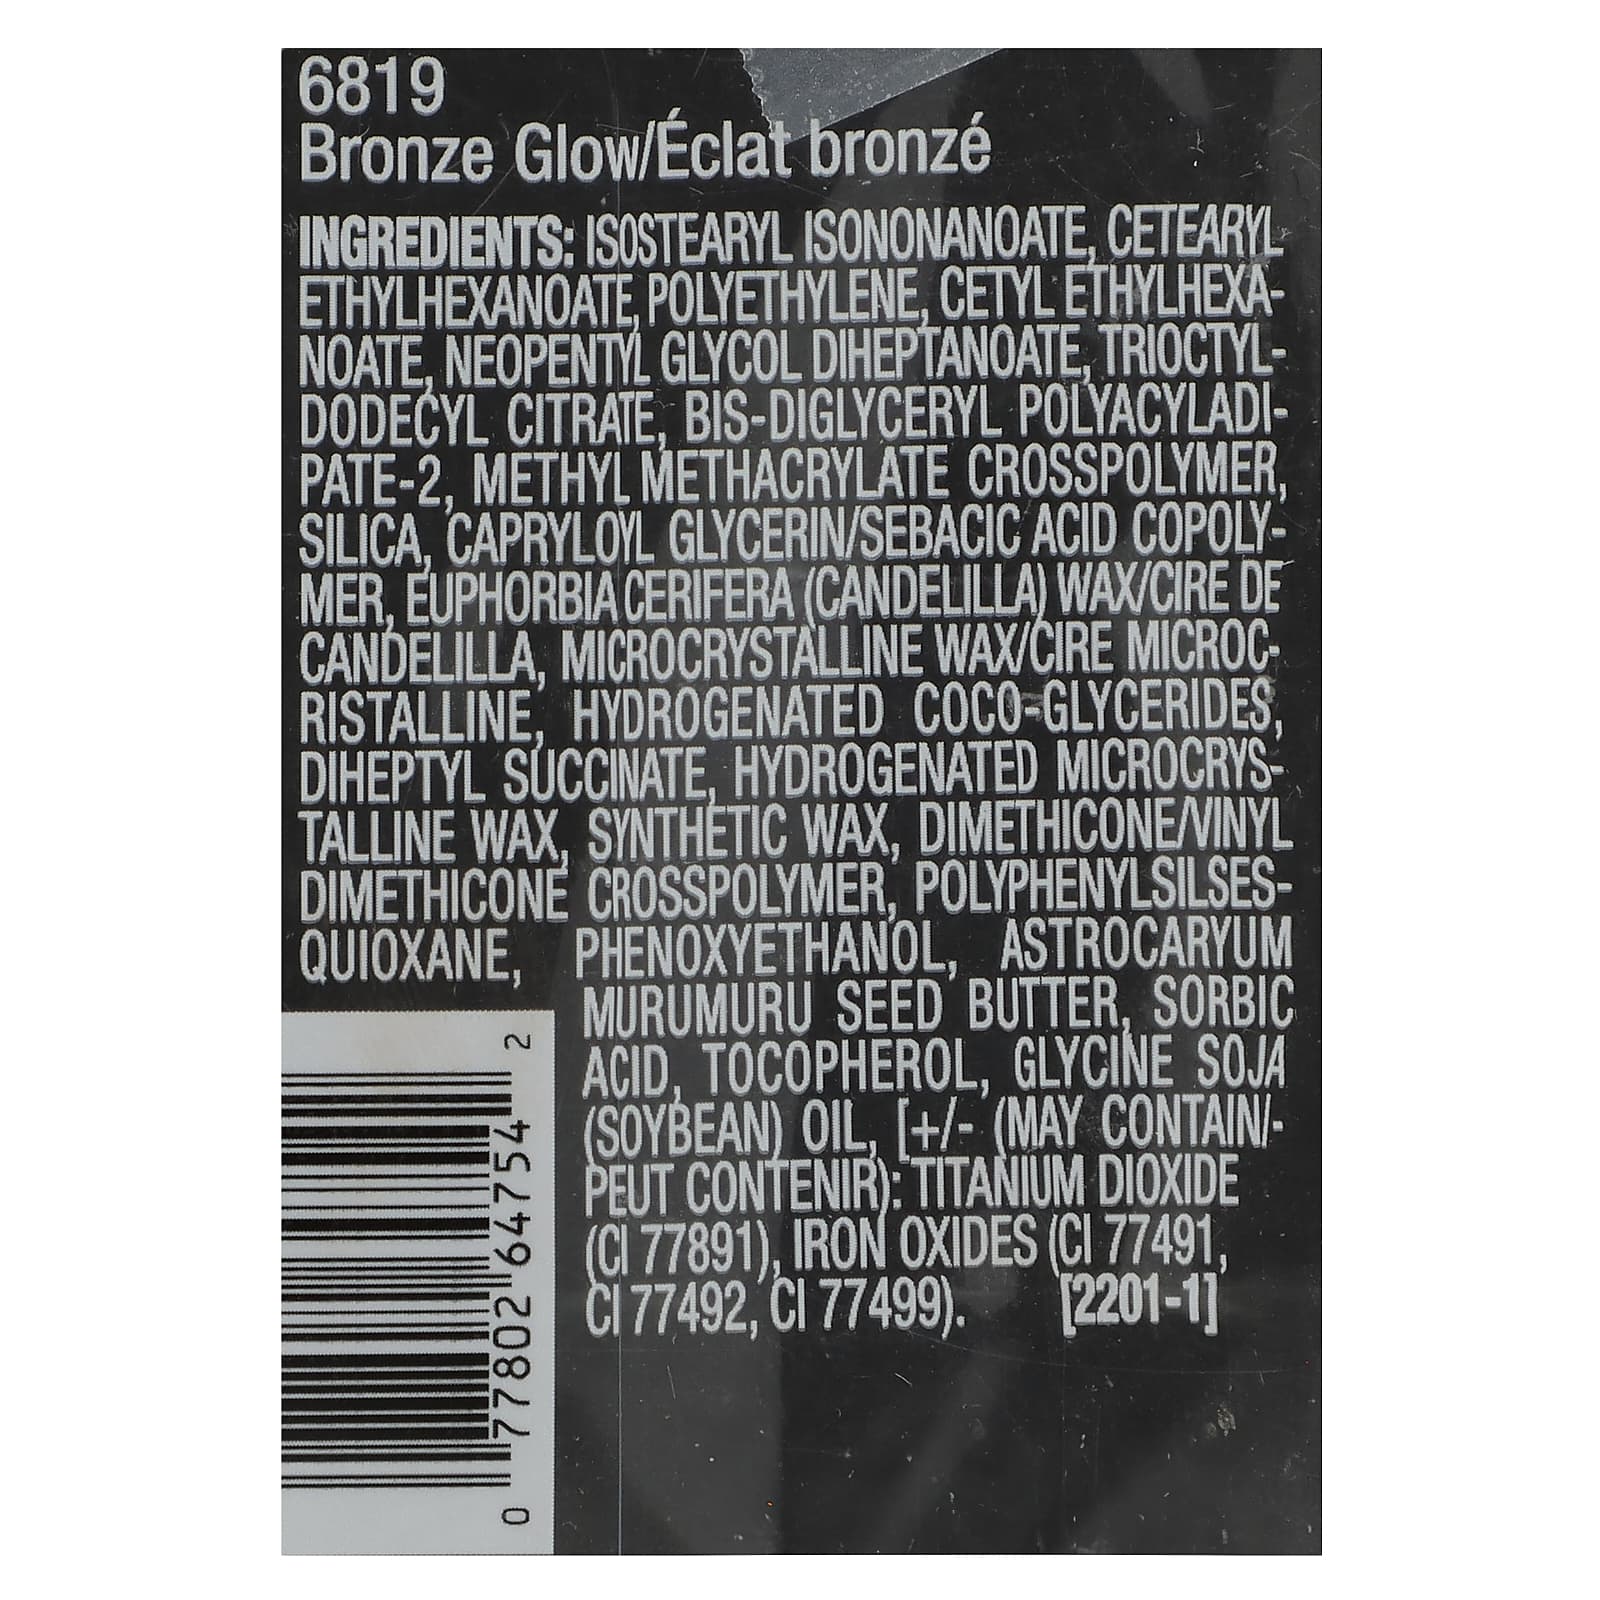 6819
Bronze Glow/Éclat bronzé
INGREDIENTS: ISOSTEARYL ISONONANOATE, CETEARYL
ETHYLHEXANOATE, POLYETHYLENE, CETYL ETHYLHEXA-
NOATE, NEOPENTYL GLYCOL DIHEPTANOATE, TRIOCTYL-
DODECYL CITRATE, BIS-DIGLYCERYL POLYACYLADI-
PATE-2, METHYL METHACRYLATE CROSSPOLYMER,
SILICA, CAPRYLOYL GLYCERIN/SEBACIC ACID COPOLY-
MER, EUPHORBIA CERIFERA (CANDELILLA) WAX/CIRE DE
CANDELILLA, MICROCRYSTALLINE WAX/CIRE MICROC-
RISTALLINE, HYDROGENATED COCO-GLYCERIDES,
DIHEPTYL SUCCINATE, HYDROGENATED MICROCRYS-
TALLINE WAX, SYNTHETIC WAX, DIMETHICONE/VINYL
DIMETHICONE CROSSPOLYMER, POLYPHENYLSILSES-
QUIOXANE, PHENOXYETHANOL, ASTROCARYUM
MURUMURU SEED BUTTER, SORBIC
ACID, TOCOPHEROL, GLYCINE SOJA
(SOYBEAN) OIL, [+/- (MAY CONTAIN/-
PEUT CONTENIR): TITANIUM DIOXIDE
(CI 77891), IRON OXIDES (CI 77491,
CI 77492, CI 77499). [2201-1]
0 77802 64754 2